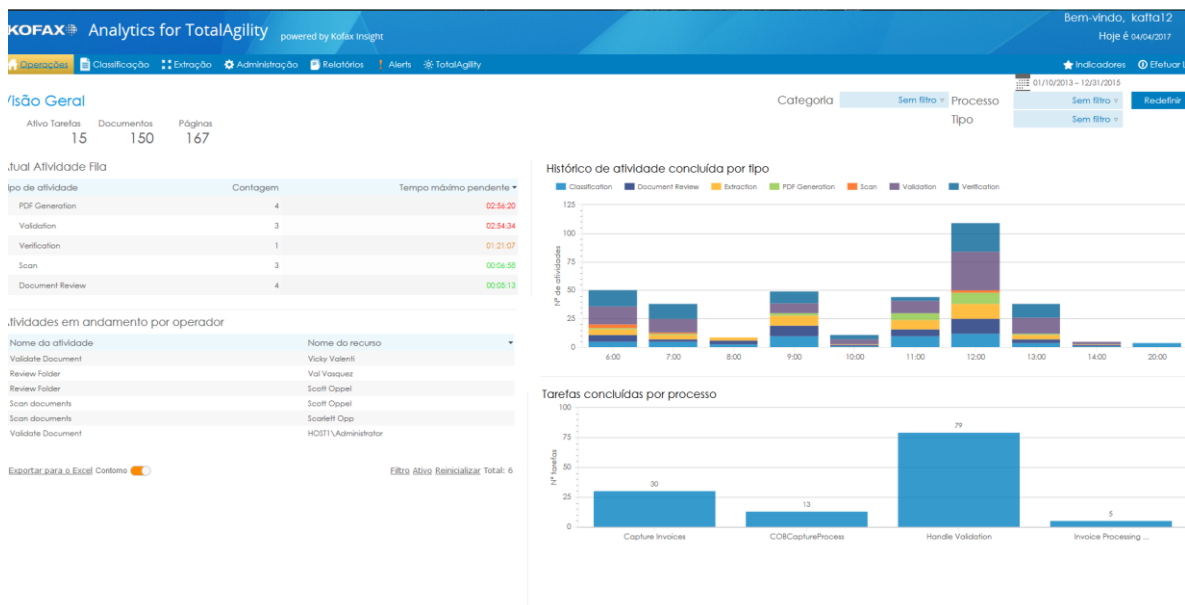 KOFAX Analytics for TotalAgility powered by Kofax Insight
Bem-vindo, kafta12
Hoje é 04/04/2017
Operações Classificação Extração Administração Relatórios Alerts TotalAgility
Indicadores Efetuar L
01/10/2013 – 12/31/2015
isão Geral
Categoria Sem filtro Processo Sem filtro Redefinir
Tipo Sem filtro
Ativo Tarefas Documentos Páginas
15 150 167
tual Atividade Fila
ipo de atividade Contagem Tempo máximo pendente
PDF Generation 4 02:56:20
Validation 3 02:54:34
Verification 1 01:21:07
Scan 3 00:06:55
Document Review 4 00:05:13
tividades em andamento por operador
Nome da atividade Nome do recurso
Validate Document Vicky Valenti
Review Folder Val Vasquez
Review Folder Scott Oppel
Scan documents Scott Oppel
Scan documents Scarlett Opp
Validate Document HOST1\Administrator
Exportar para o Excel Contorno
Filtro Ativo Reinicializar Total: 6
Histórico de atividade concluída por tipo
Classification Document Review Extraction PDF Generation Scan Validation Verification
Nº de atividades
125
100
75
50
25
0
6:00 7:00 8:00 9:00 10:00 11:00 12:00 13:00 14:00 20:00
Tarefas concluídas por processo
Nº tarefas
100
75
50
25
0
30
13
79
5
Capture Invoices COBCaptureProcess Handle Validation Invoice Processing ...